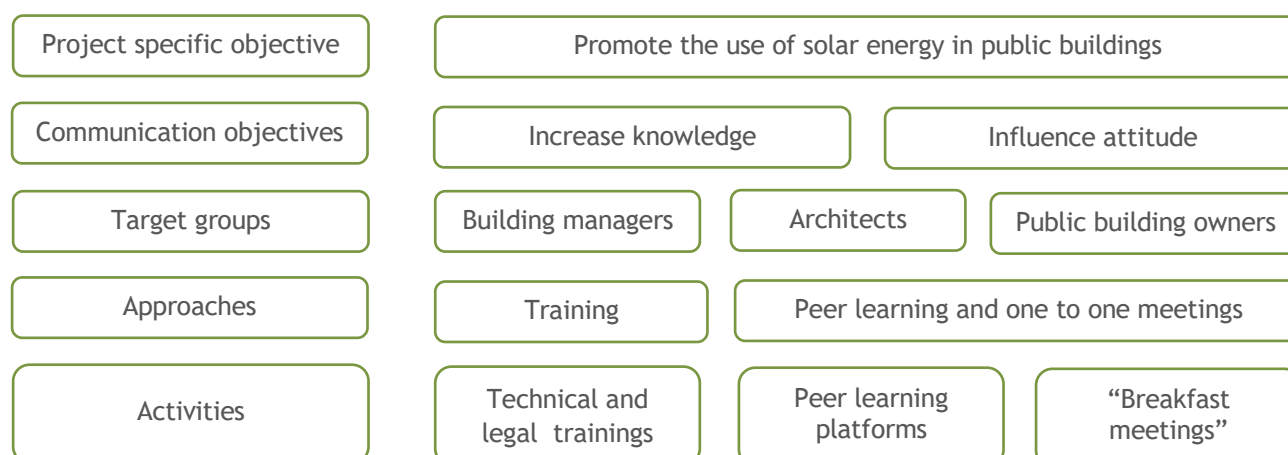 Project specific objective
Promote the use of solar energy in public buildings
Communication objectives
Increase knowledge
Influence attitude
Target groups
Building managers
Architects
Public building owners
Approaches
Training
Peer learning and one to one meetings
Activities
Technical and
legal trainings
Peer learning
platforms
“Breakfast
meetings”